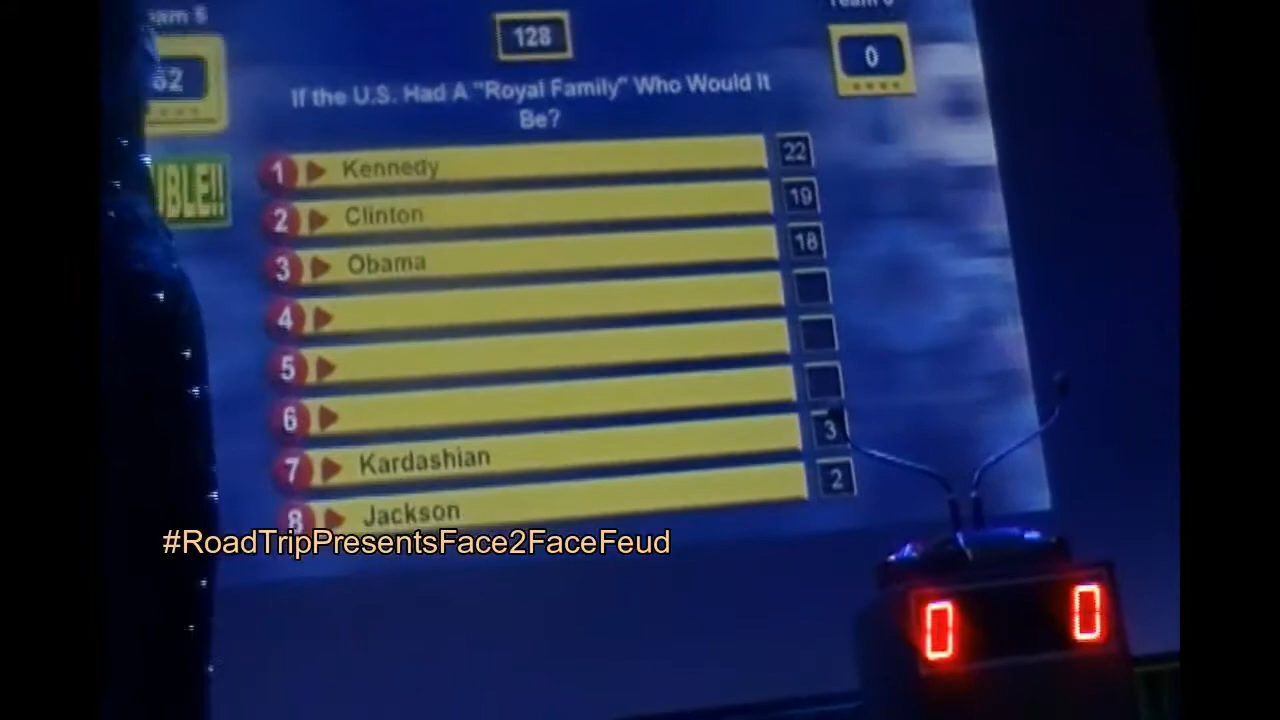 128
0
If the U.S. Had A "Royal Family" Who Would It
Be?
1 Kennedy 22
2 Clinton 19
3 Obama 18
4
5
6
7 Kardashian 3
8 Jackson 2
#RoadTripPresentsFace2FaceFeud
0 0